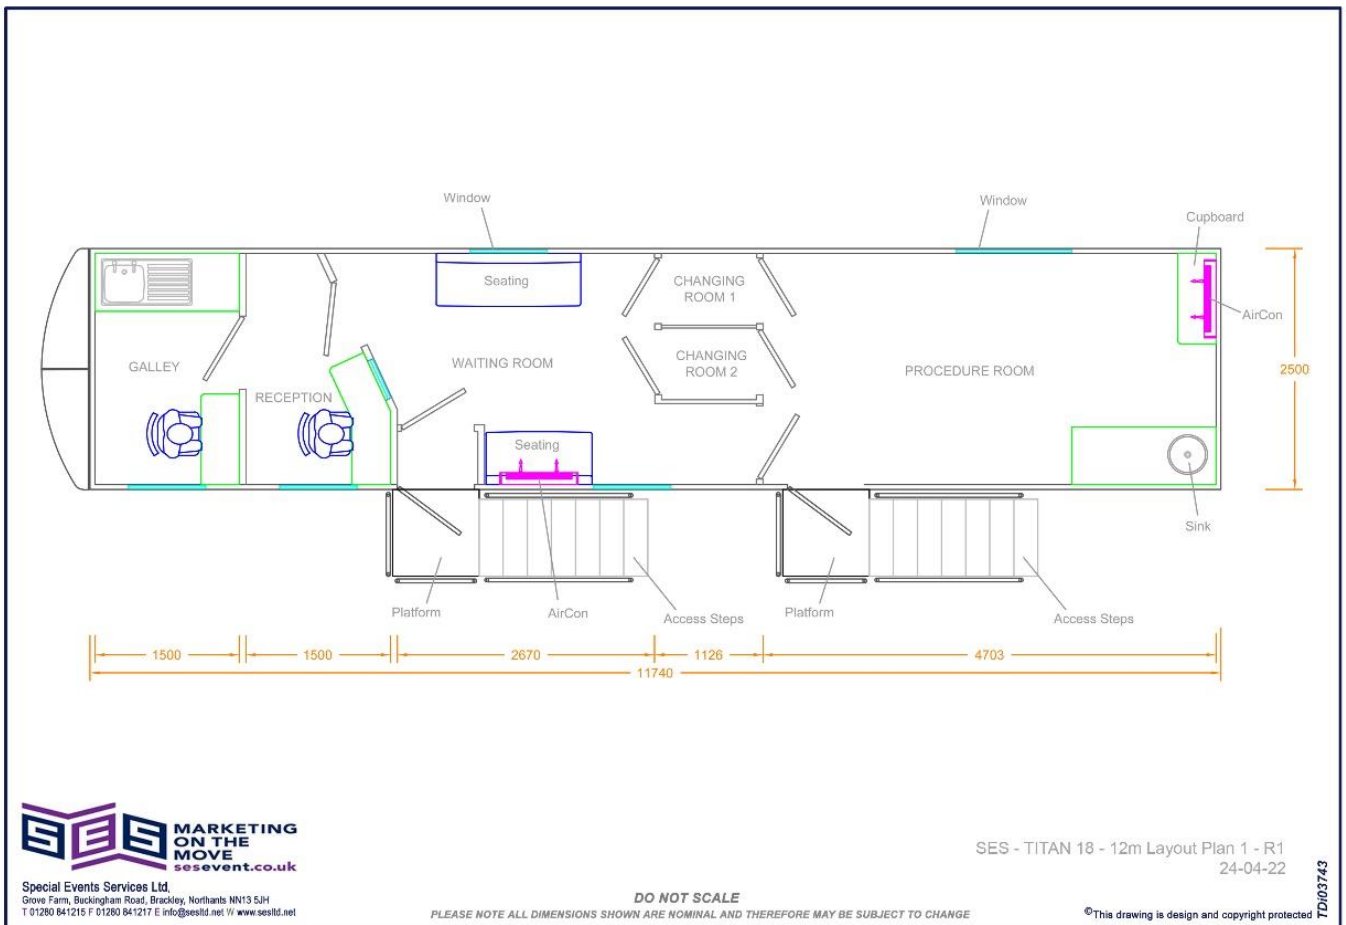 Window
Window
Cupboard
Seating
CHANGING
ROOM 1
AirCon
GALLEY
WAITING ROOM
CHANGING
ROOM 2
PROCEDURE ROOM
2500
RECEPTION
Seating
Sink
Platform
AirCon
Access Steps
Platform
Access Steps
1500
1500
2670
1126
4703
11740
SES
MARKETING
ON THE
MOVE
sesevent.co.uk
Special Events Services Ltd,
Grove Farm, Buckingham Road, Brackley, Northants NN13 5JH
T 01280 841215 F 01280 841217 E info@sesltd.net W www.sesltd.net
DO NOT SCALE
PLEASE NOTE ALL DIMENSIONS SHOWN ARE NOMINAL AND THEREFORE MAY BE SUBJECT TO CHANGE
SES - TITAN 18 - 12m Layout Plan 1 - R1
24-04-22
©This drawing is design and copyright protected
TDi03743